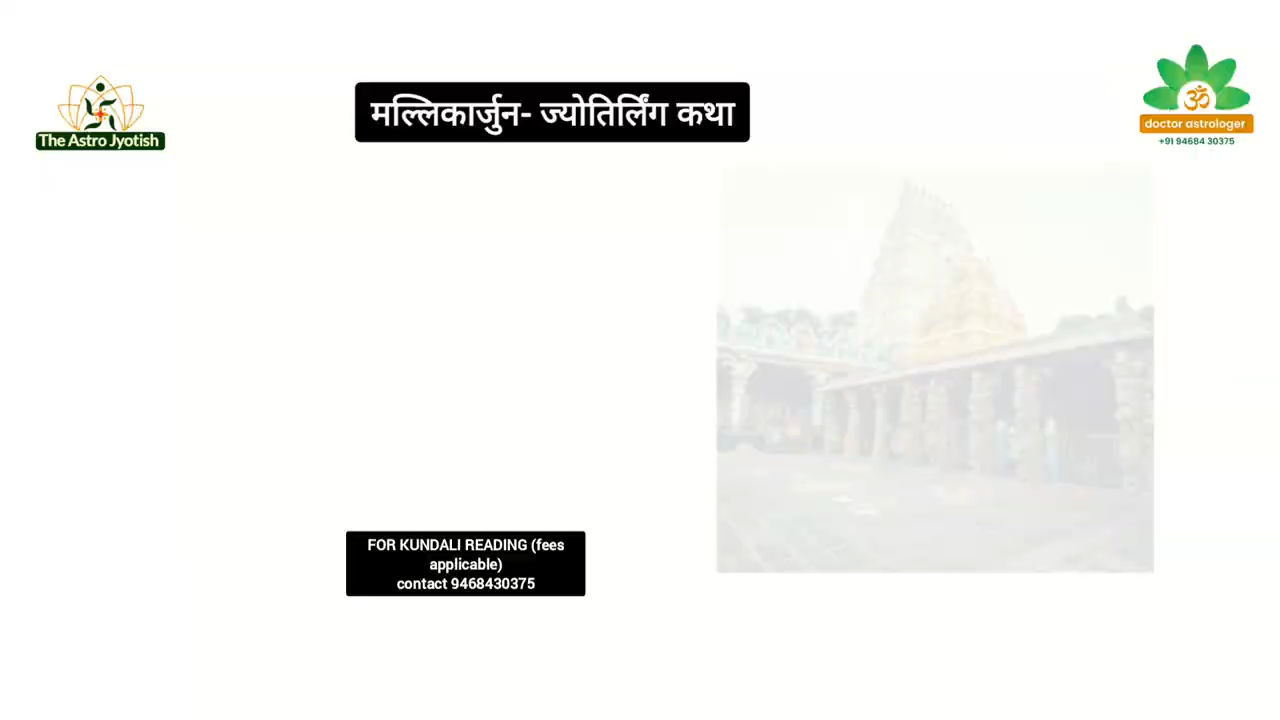 मल्लिकार्जुन- ज्योतिर्लिंग कथा
The Astro Jyotish
ॐ
doctor astrologer
+91 94684 30375
FOR KUNDALI READING (fees
applicable)
contact 9468430375